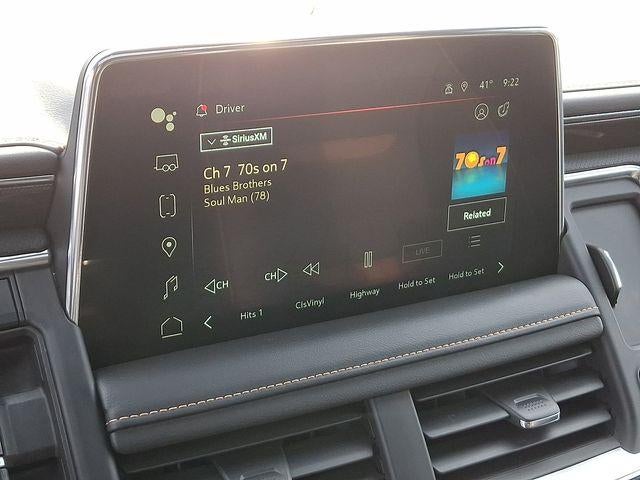 Driver
41° 9:22
SiriusXM
Ch 7 70s on 7
Blues Brothers
Soul Man (78)
70s on 7
Related
LIVE
CH
CH
Hits 1
ClsVinyl
Highway
Hold to Set
Hold to Set